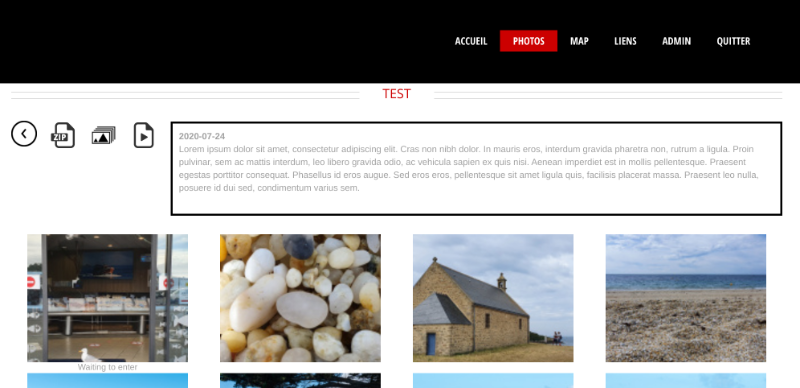 ACCUEIL PHOTOS MAP LIENS ADMIN QUITTER
TEST
ZIP
2020-07-24
Lorem ipsum dolor sit amet, consectetur adipiscing elit. Cras non nibh dolor. In mauris eros, interdum gravida pharetra non, rutrum a ligula. Proin
pulvinar, sem ac mattis interdum, leo libero gravida odio, ac vehicula sapien ex quis nisi. Aenean imperdiet est in mollis pellentesque. Praesent
egestas porttitor consequat. Phasellus id eros augue. Sed eros eros, pellentesque sit amet ligula quis, facilisis placerat massa. Praesent leo nulla,
posuere id dui sed, condimentum varius sem.
Waiting to enter